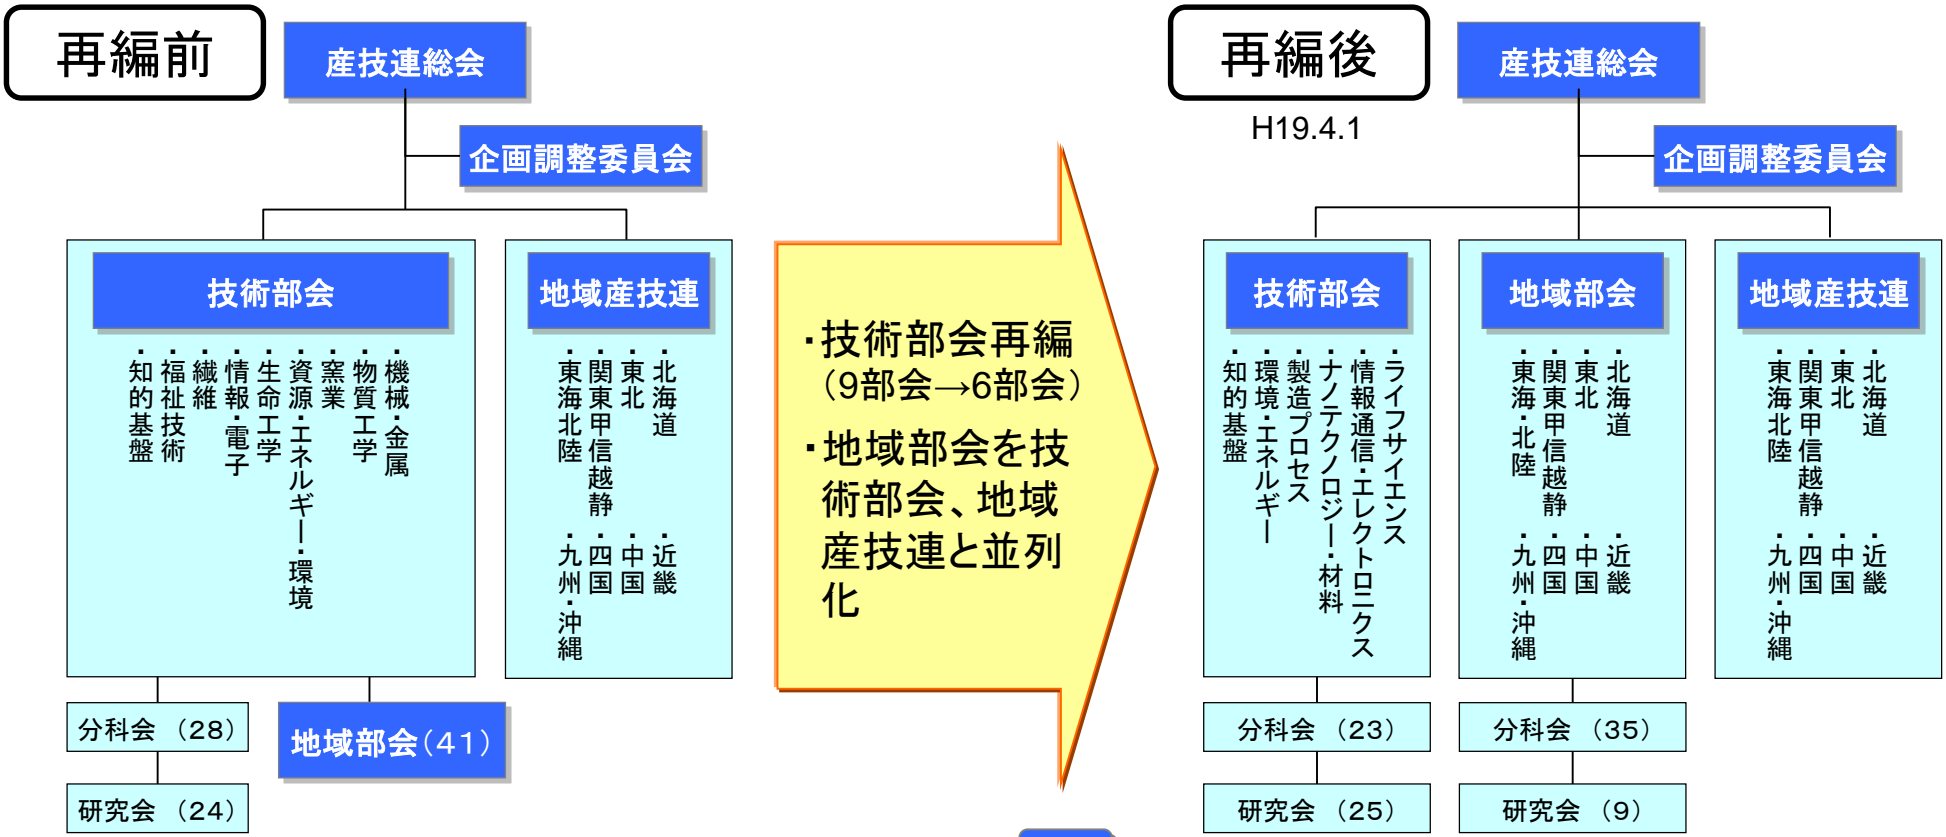 再編前
産技連総会
企画調整委員会
技術部会
・機械・金属
・物質工学
・窯業
・資源・エネルギー・環境
・生命工学
・情報・電子
・繊維
・福祉技術
・知的基盤
地域産技連
・北海道
・東北
・関東甲信越静
・東海北陸
・近畿
・中国
・四国
・九州・沖縄
分科会 (28)
研究会 (24)
地域部会(41)
・技術部会再編
(9部会→6部会)
・地域部会を技
術部会、地域
産技連と並列
化
再編後
H19.4.1
産技連総会
企画調整委員会
技術部会
・ライフサイエンス
・情報通信・エレクトロニクス
・ナノテクノロジー・材料
・製造プロセス
・環境・エネルギー
・知的基盤
地域部会
・北海道
・東北
・関東甲信越静
・東海・北陸
・近畿
・中国
・四国
・九州・沖縄
地域産技連
・北海道
・東北
・関東甲信越静
・東海北陸
・近畿
・中国
・四国
・九州・沖縄
分科会 (23)
研究会 (25)
分科会 (35)
研究会 (9)